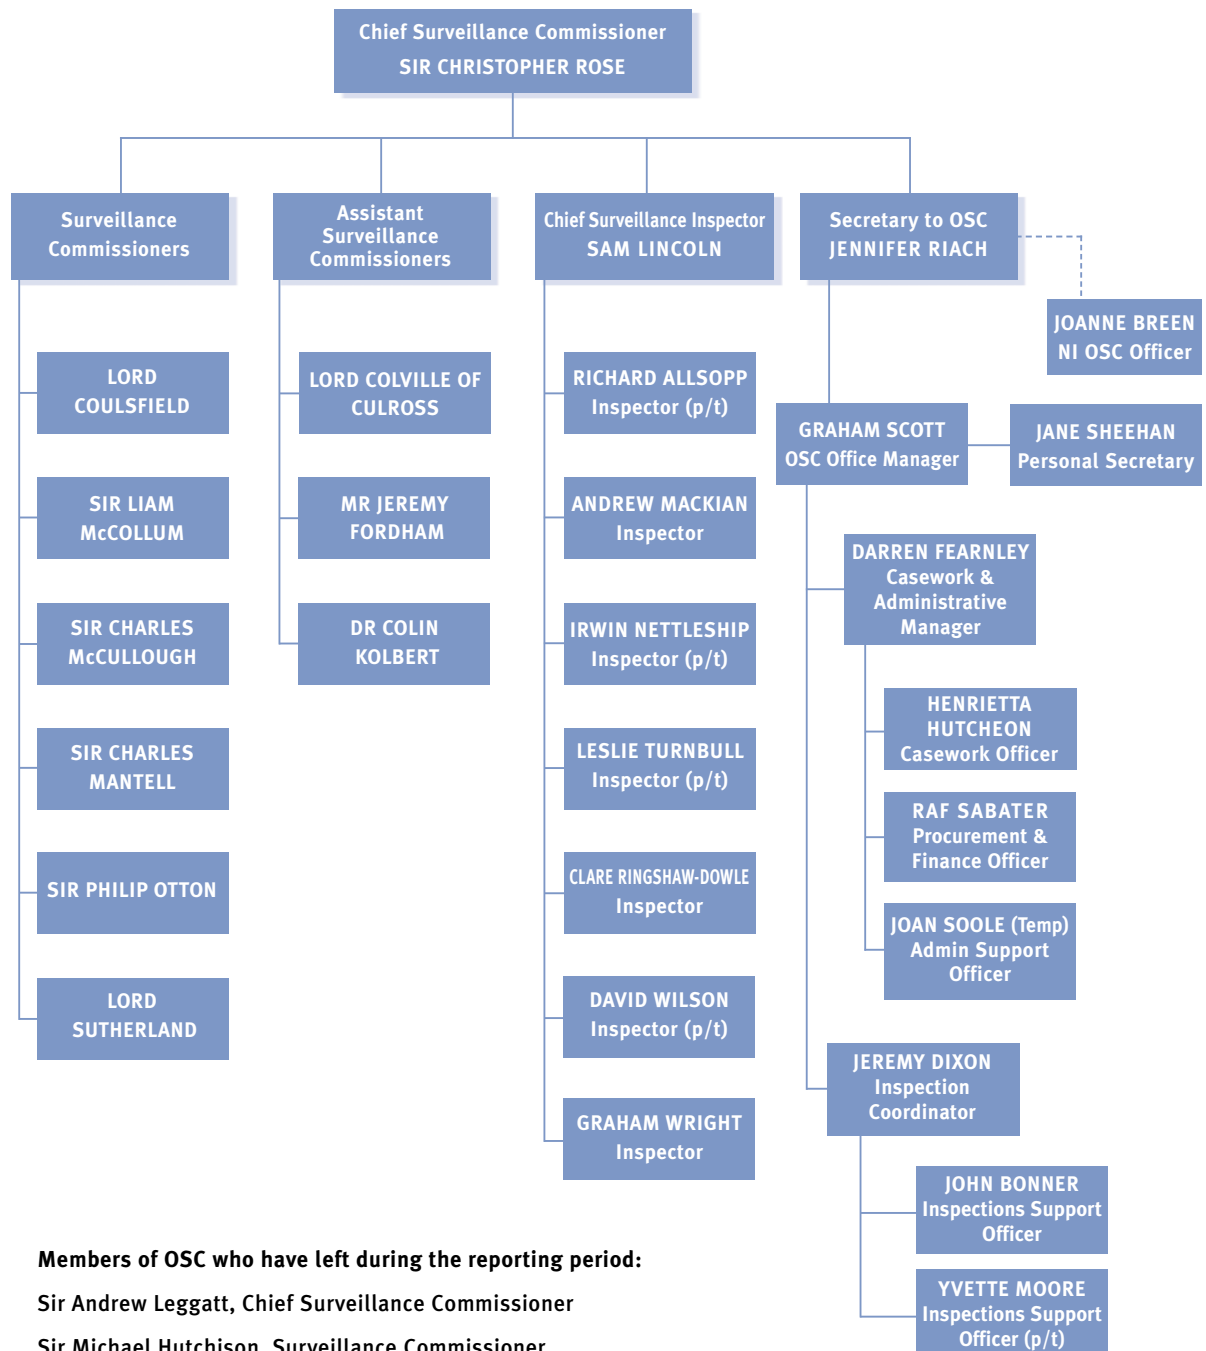 Chief Surveillance Commissioner
SIR CHRISTOPHER ROSE
Surveillance
Commissioners
LORD
COULSFIELD
SIR LIAM
McCOLLUM
SIR CHARLES
McCULLOUGH
SIR CHARLES
MANTELL
SIR PHILIP OTTON
LORD
SUTHERLAND
Assistant
Surveillance
Commissioners
LORD COLVILLE OF
CULROSS
MR JEREMY
FORDHAM
DR COLIN
KOLBERT
Chief Surveillance Inspector
SAM LINCOLN
RICHARD ALLSOPP
Inspector (p/t)
ANDREW MACKIAN
Inspector
IRWIN NETTLESHIP
Inspector (p/t)
LESLIE TURNBULL
Inspector (p/t)
CLARE RINGSHAW-DOWLE
Inspector
DAVID WILSON
Inspector (p/t)
GRAHAM WRIGHT
Inspector
Secretary to OSC
JENNIFER RIACH
JOANNE BREEN
NI OSC Officer
GRAHAM SCOTT
OSC Office Manager
JANE SHEEHAN
Personal Secretary
DARREN FEARNLEY
Casework &
Administrative
Manager
HENRIETTA
HUTCHEON
Casework Officer
RAF SABATER
Procurement &
Finance Officer
JOAN SOOLE (Temp)
Admin Support
Officer
JEREMY DIXON
Inspection
Coordinator
JOHN BONNER
Inspections Support
Officer
YVETTE MOORE
Inspections Support
Officer (p/t)
Members of OSC who have left during the reporting period:
Sir Andrew Leggatt, Chief Surveillance Commissioner
Sir Michael Hutchison, Surveillance Commissioner